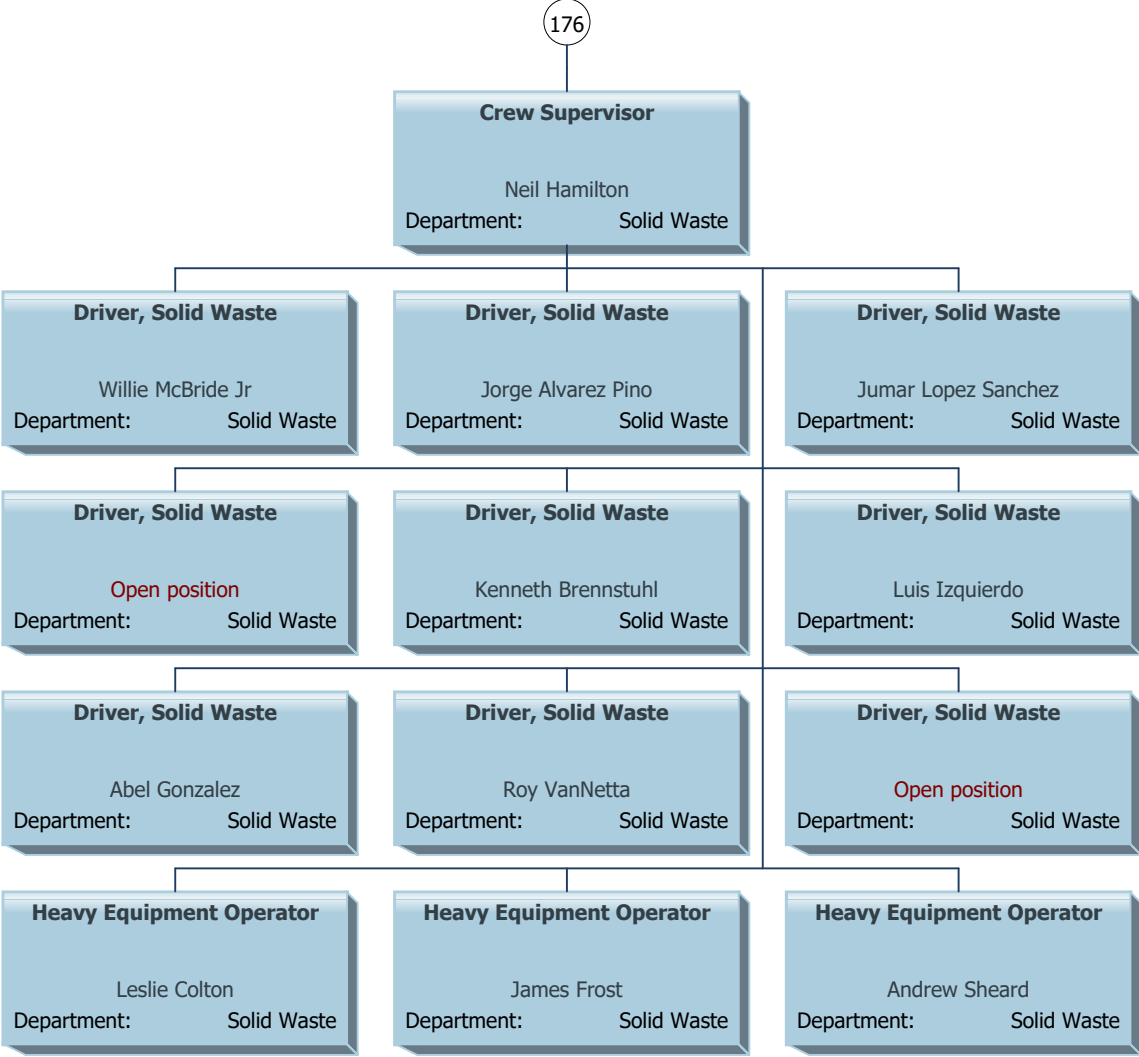 176
Crew Supervisor
Neil Hamilton
Department: Solid Waste
Driver, Solid Waste
Willie McBride Jr
Department: Solid Waste
Driver, Solid Waste
Jorge Alvarez Pino
Department: Solid Waste
Driver, Solid Waste
Jumar Lopez Sanchez
Department: Solid Waste
Driver, Solid Waste
Open position
Department: Solid Waste
Driver, Solid Waste
Kenneth Brennstuhl
Department: Solid Waste
Driver, Solid Waste
Luis Izquierdo
Department: Solid Waste
Driver, Solid Waste
Abel Gonzalez
Department: Solid Waste
Driver, Solid Waste
Roy VanNetta
Department: Solid Waste
Driver, Solid Waste
Open position
Department: Solid Waste
Heavy Equipment Operator
Leslie Colton
Department: Solid Waste
Heavy Equipment Operator
James Frost
Department: Solid Waste
Heavy Equipment Operator
Andrew Sheard
Department: Solid Waste